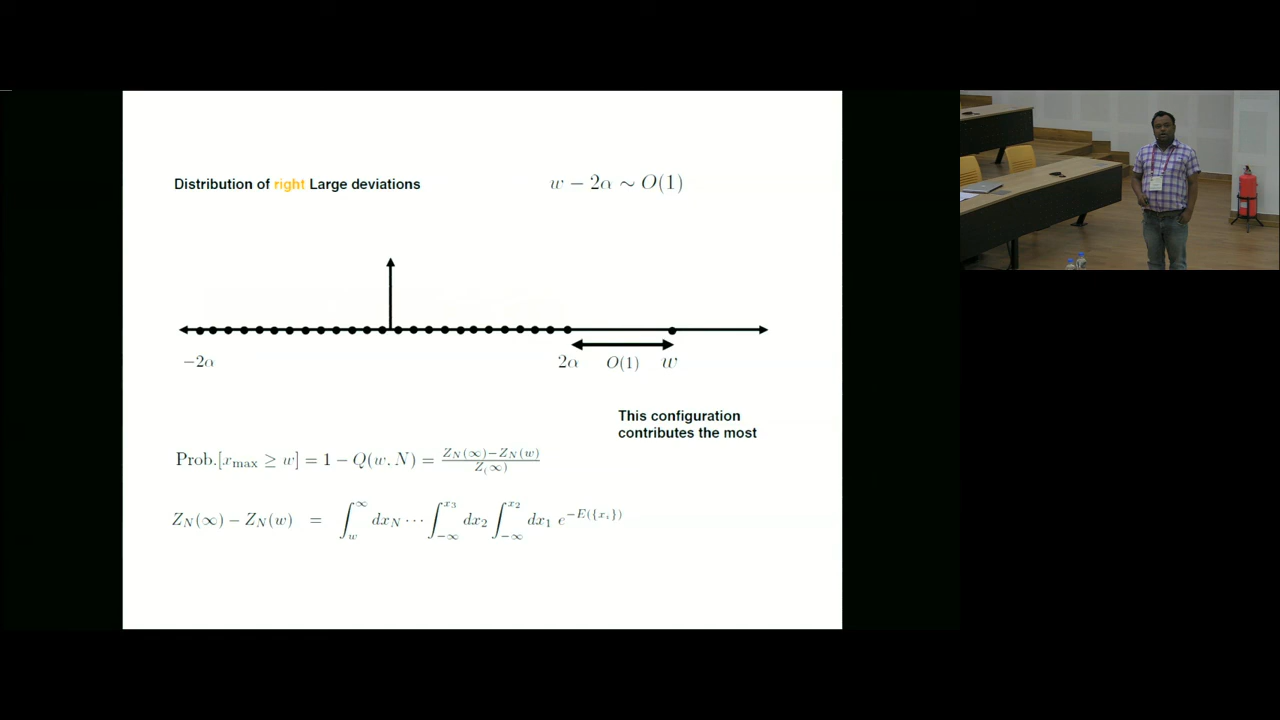 Distribution of right Large deviations
w − 2α ∼ O(1)
−2α
2α
O(1)
w
This configuration
contributes the most
Prob.[x_max ≥ w] = 1 − Q(w, N) = \frac{Z_N(∞)−Z_N(w)}{Z_(∞)}
Z_N(∞) − Z_N(w) = ∫_w^∞ dx_N ⋯ ∫_{−∞}^{x_3} dx_2 ∫_{−∞}^{x_2} dx_1 e^{−E({x_i})}